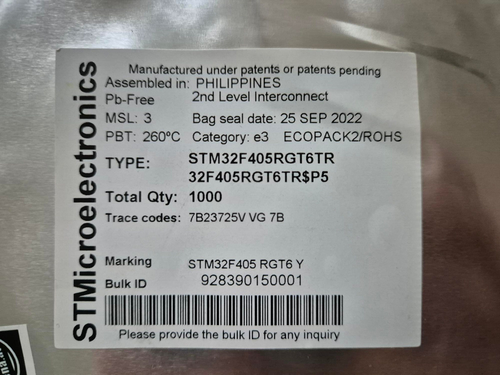 STMicroelectronics
Manufactured under patents or patents pending
Assembled in: PHILIPPINES
Pb-Free 2nd Level Interconnect
MSL: 3 Bag seal date: 25 SEP 2022
PBT: 260ºC Category: e3 ECOPACK2/ROHS
TYPE: STM32F405RGT6TR
32F405RGT6TR$P5
Total Qty: 1000
Trace codes: 7B23725V VG 7B
Marking STM32F405 RGT6 Y
Bulk ID 928390150001
Please provide the bulk ID for any inquiry